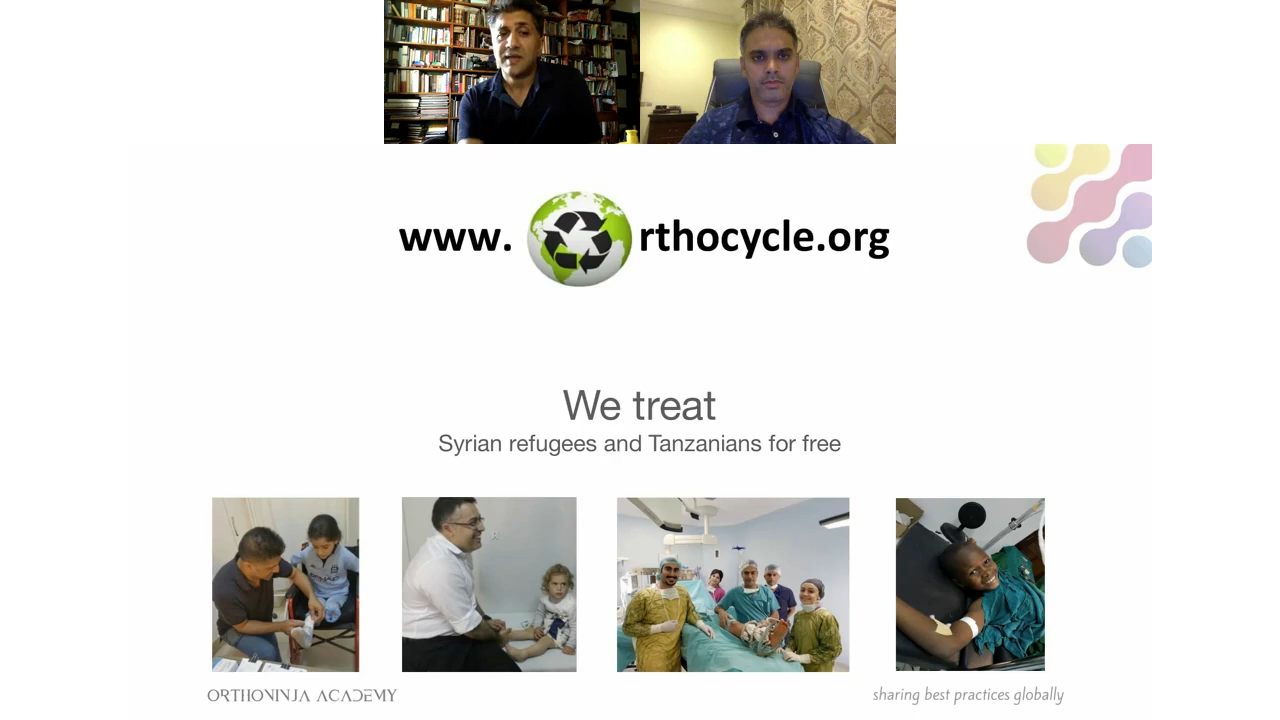 www. rthocycle.org
We treat
Syrian refugees and Tanzanians for free
ORTHONINJA ACADEMY
sharing best practices globally